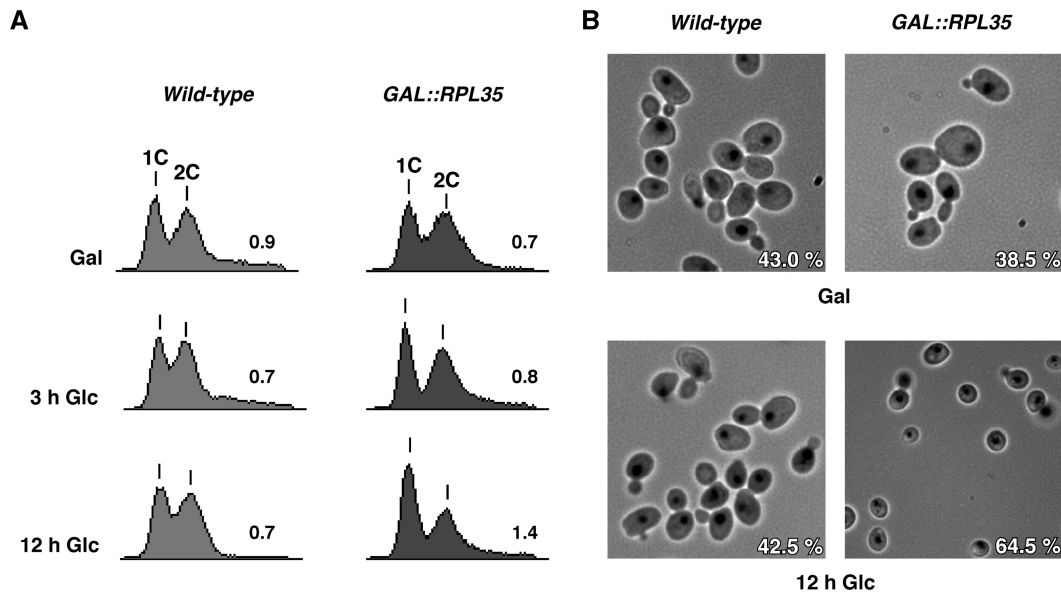 A
Wild-type
GAL::RPL35
1C
2C
1C
2C
Gal
0.9
0.7
3 h Glc
0.7
0.8
12 h Glc
0.7
1.4
B
Wild-type
GAL::RPL35
43.0 %
38.5 %
Gal
42.5 %
64.5 %
12 h Glc